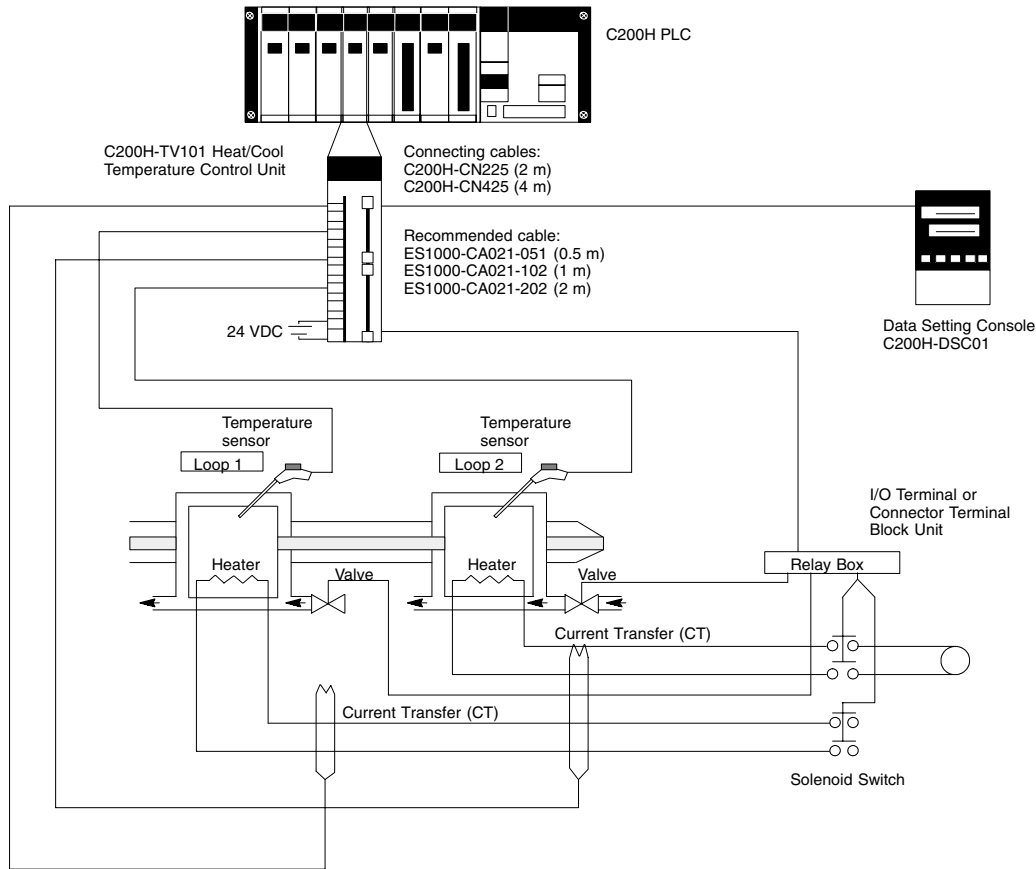 C200H PLC
C200H-TV101 Heat/Cool
Temperature Control Unit
Connecting cables:
C200H-CN225 (2 m)
C200H-CN425 (4 m)
Recommended cable:
ES1000-CA021-051 (0.5 m)
ES1000-CA021-102 (1 m)
ES1000-CA021-202 (2 m)
24 VDC
Data Setting Console
C200H-DSC01
Temperature
sensor
Loop 1
Temperature
sensor
Loop 2
I/O Terminal or
Connector Terminal
Block Unit
Heater
Valve
Heater
Valve
Relay Box
Current Transfer (CT)
Current Transfer (CT)
Solenoid Switch